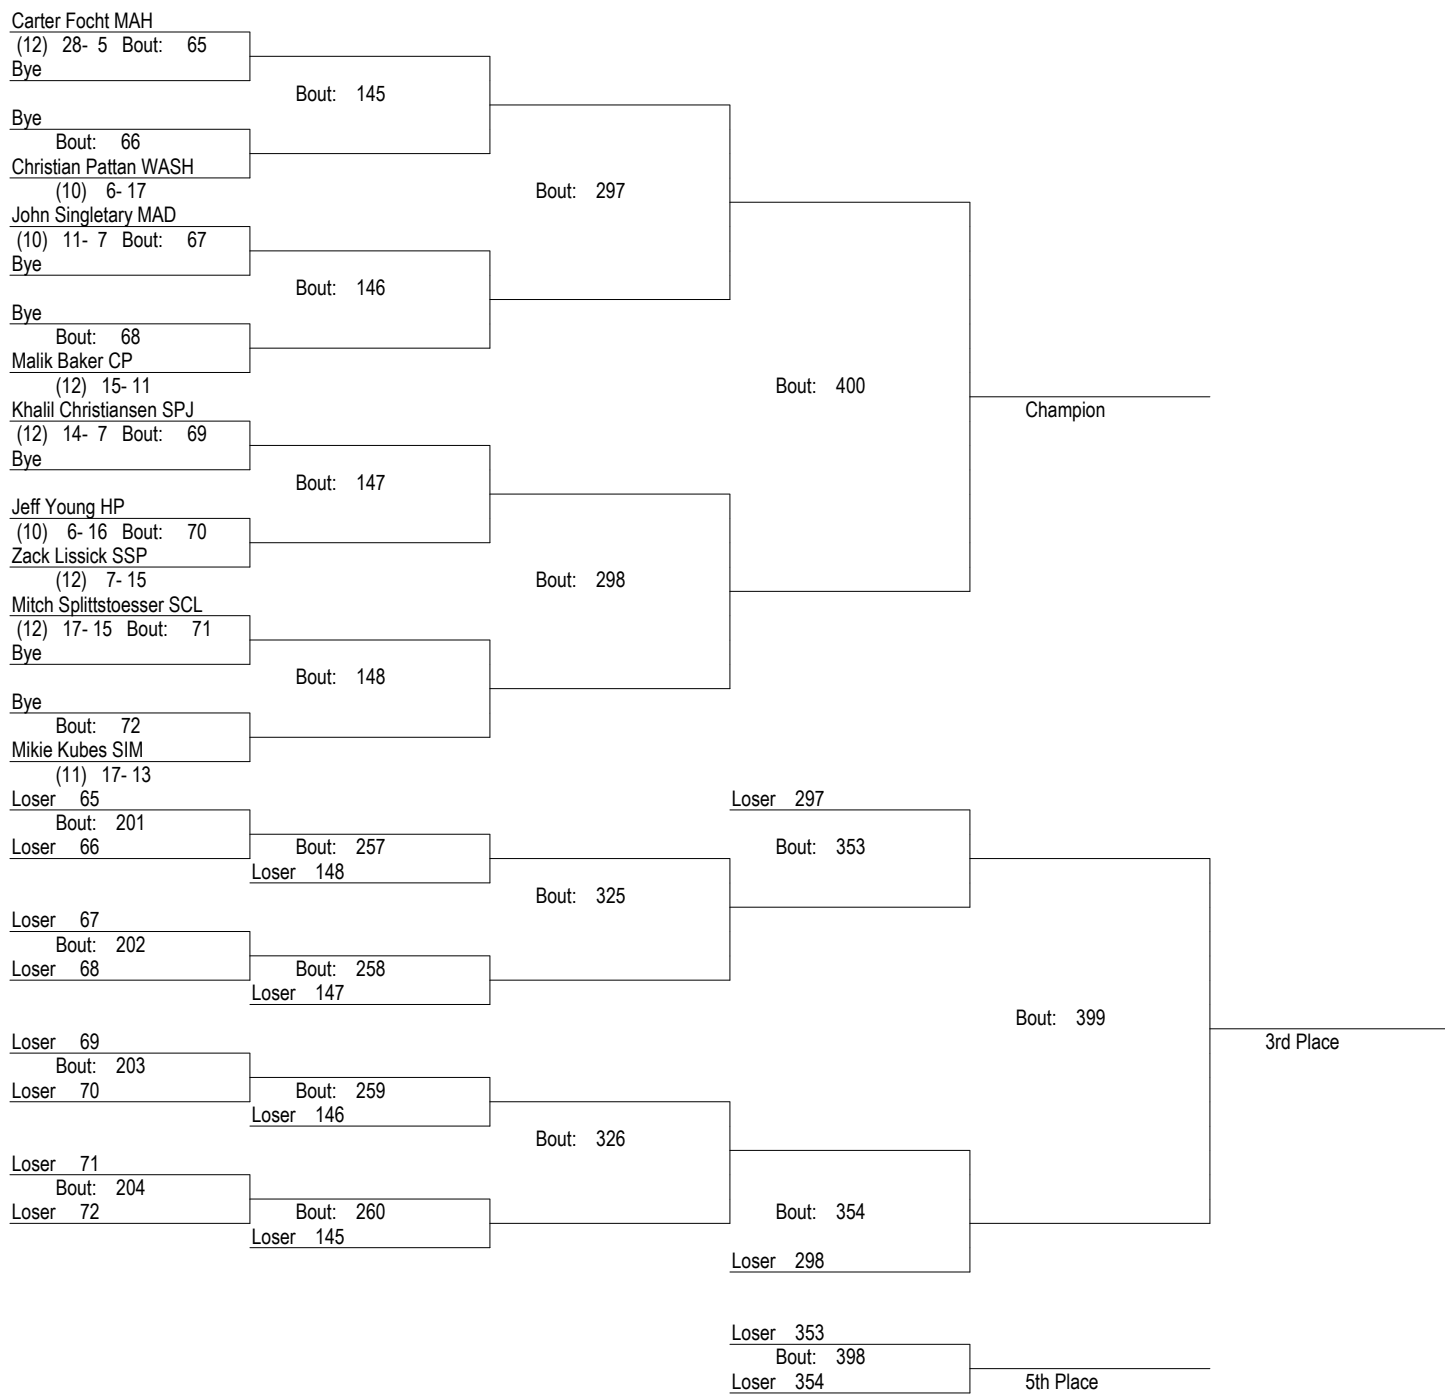 Carter Focht MAH
(12) 28- 5 Bout: 65
Bye
Bout: 145
Bye
Bout: 66
Christian Pattan WASH
(10) 6- 17
Bout: 297
John Singletary MAD
(10) 11- 7 Bout: 67
Bye
Bout: 146
Bye
Bout: 68
Malik Baker CP
(12) 15- 11
Bout: 400
Champion
Khalil Christiansen SPJ
(12) 14- 7 Bout: 69
Bye
Bout: 147
Jeff Young HP
(10) 6- 16 Bout: 70
Zack Lissick SSP
(12) 7- 15
Bout: 298
Mitch Splittstoesser SCL
(12) 17- 15 Bout: 71
Bye
Bout: 148
Bye
Bout: 72
Mikie Kubes SIM
(11) 17- 13
Loser 65
Bout: 201
Loser 66
Bout: 257
Loser 148
Loser 297
Bout: 353
Bout: 325
Loser 67
Bout: 202
Loser 68
Bout: 258
Loser 147
Bout: 399
3rd Place
Loser 69
Bout: 203
Loser 70
Bout: 259
Loser 146
Bout: 326
Loser 71
Bout: 204
Loser 72
Bout: 260
Loser 145
Bout: 354
Loser 298
Loser 353
Bout: 398
Loser 354
5th Place